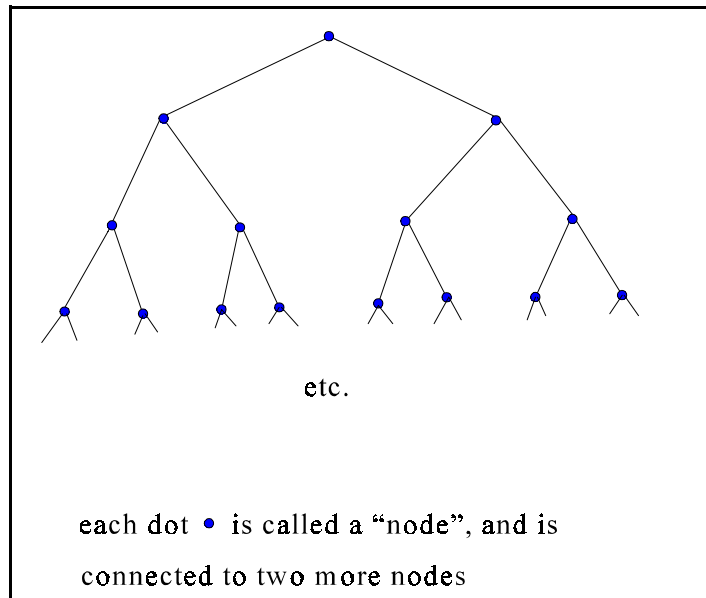 etc.
each dot • is called a “node”, and is
connected to two more nodes